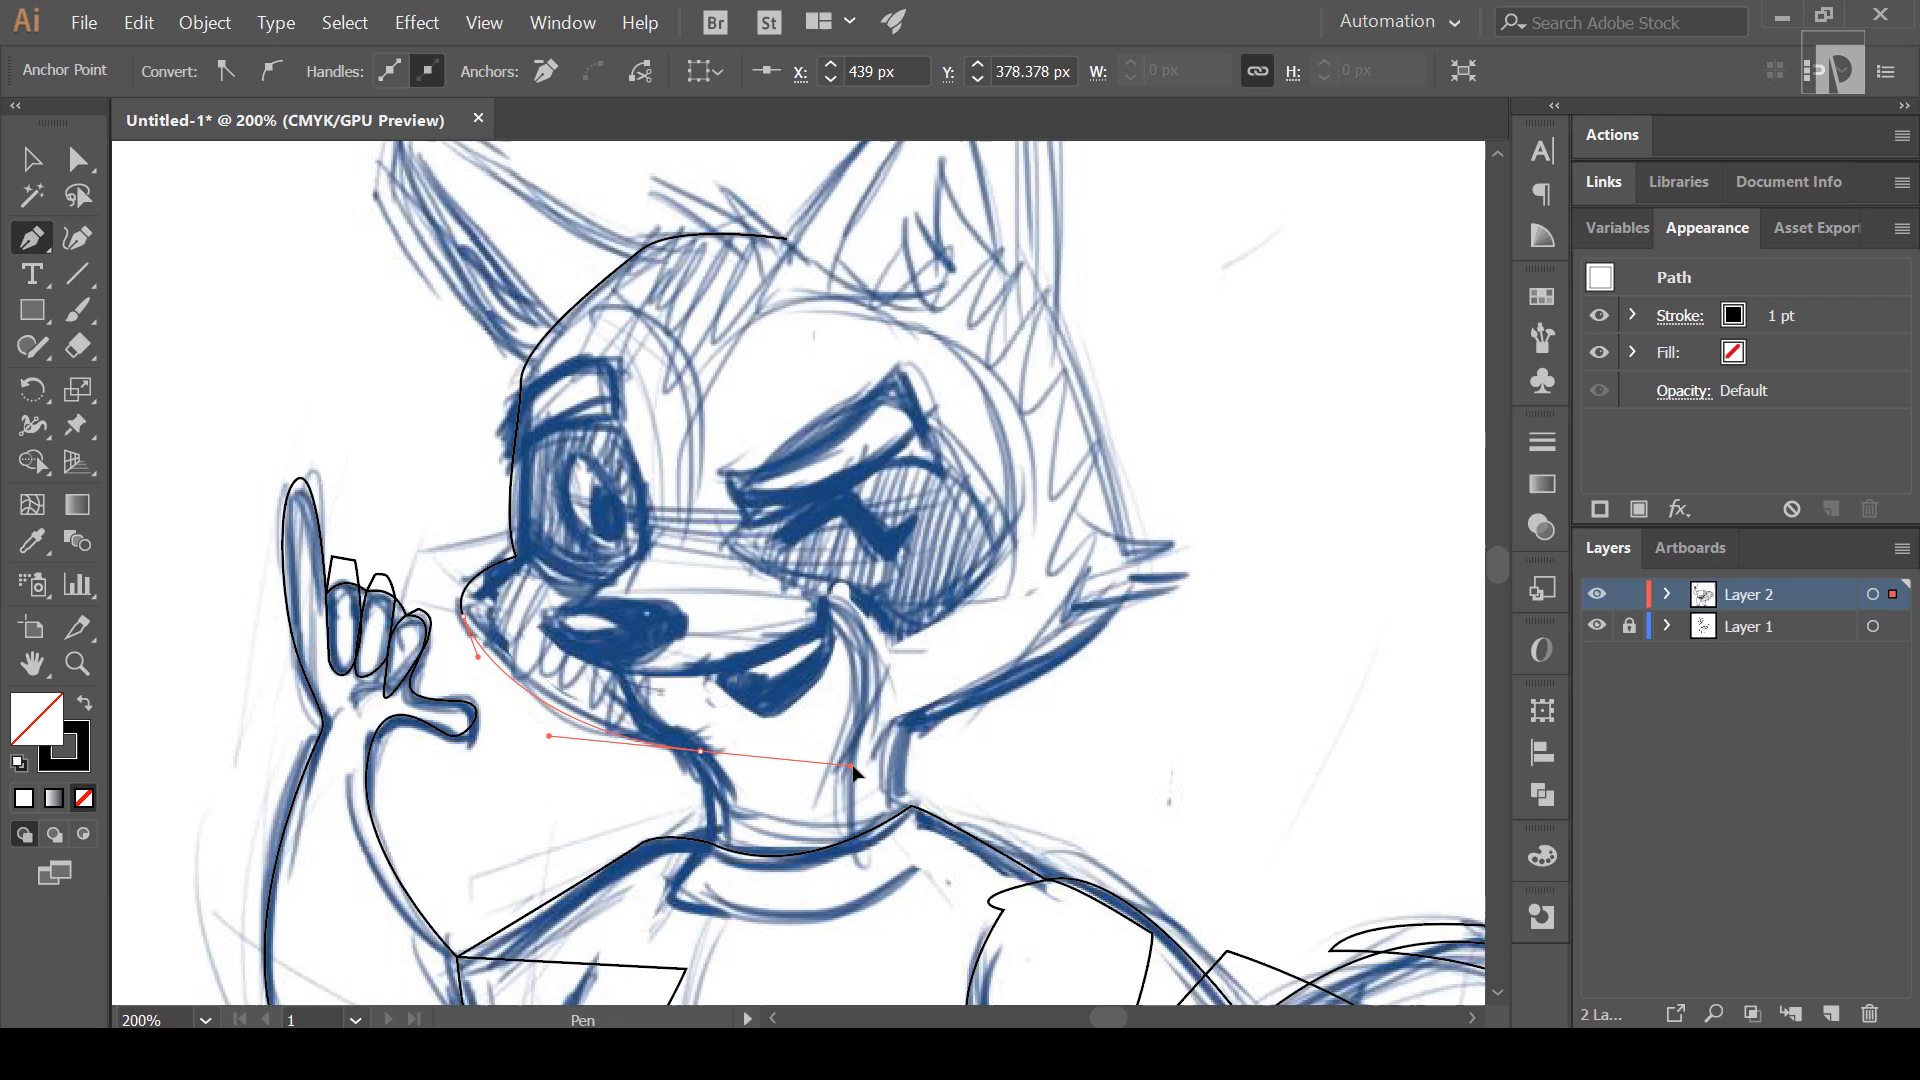 Ai File Edit Object Type Select Effect View Window Help Br St Automation Search Adobe Stock
Anchor Point Convert: Handles: Anchors: X: 439 px Y: 378.378 px W: 0 px H: 0 px
Untitled-1* @ 200% (CMYK/GPU Preview)
Actions
Links Libraries Document Info
Variables Appearance Asset Export
Path
Stroke: 1 pt
Fill:
Opacity: Default
fx
Layers Artboards
Layer 2
Layer 1
200% 1 Pen
2 La...